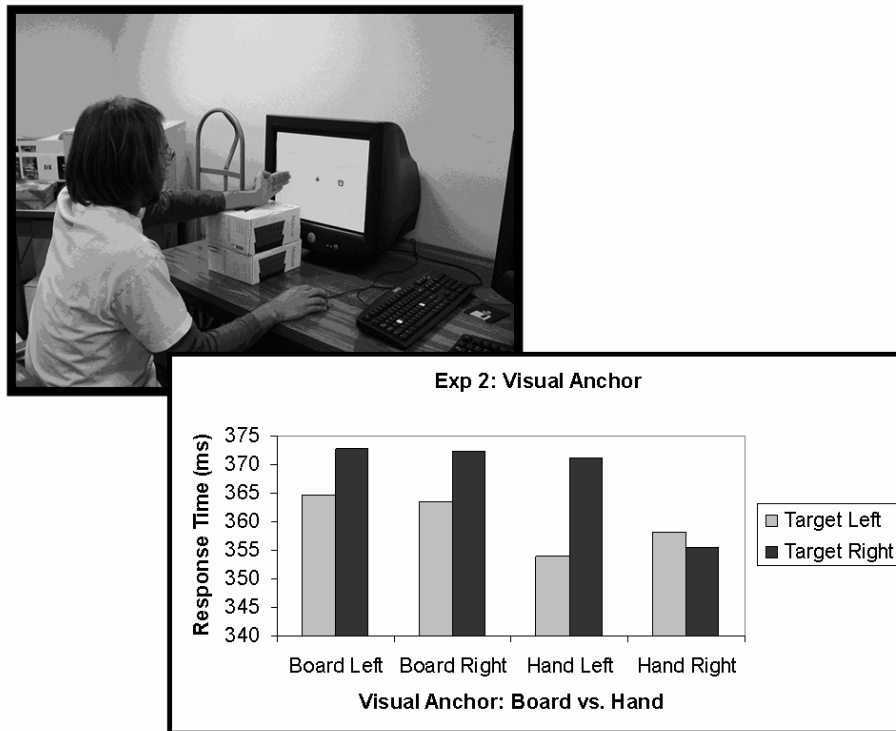 Exp 2: Visual Anchor
Response Time (ms)
375
370
365
360
355
350
345
340
Board Left
Board Right
Hand Left
Hand Right
Visual Anchor: Board vs. Hand
Target Left
Target Right